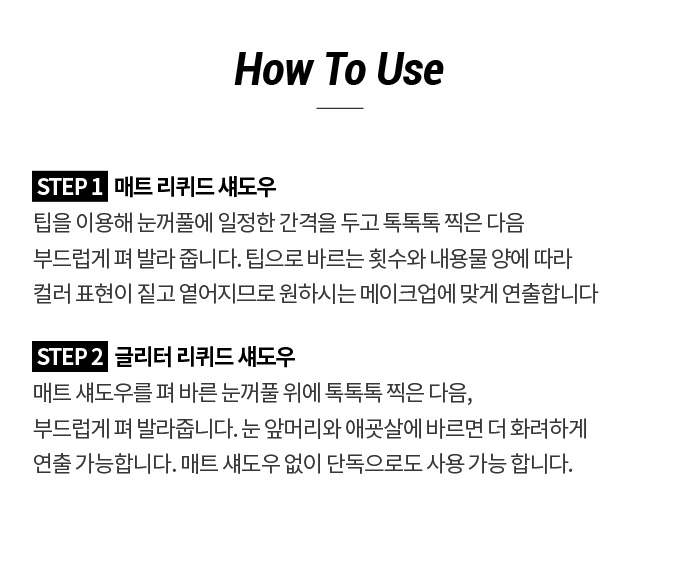 How To Use
STEP 1 매트 리퀴드 섀도우
팁을 이용해 눈꺼풀에 일정한 간격을 두고 톡톡톡 찍은 다음
부드럽게 펴 발라 줍니다. 팁으로 바르는 횟수와 내용물 양에 따라
컬러 표현이 짙고 옅어지므로 원하시는 메이크업에 맞게 연출합니다
STEP 2 글리터 리퀴드 섀도우
매트 섀도우를 펴 바른 눈꺼풀 위에 톡톡톡 찍은 다음,
부드럽게 펴 발라줍니다. 눈 앞머리와 애굣살에 바르면 더 화려하게
연출 가능합니다. 매트 섀도우 없이 단독으로도 사용 가능 합니다.